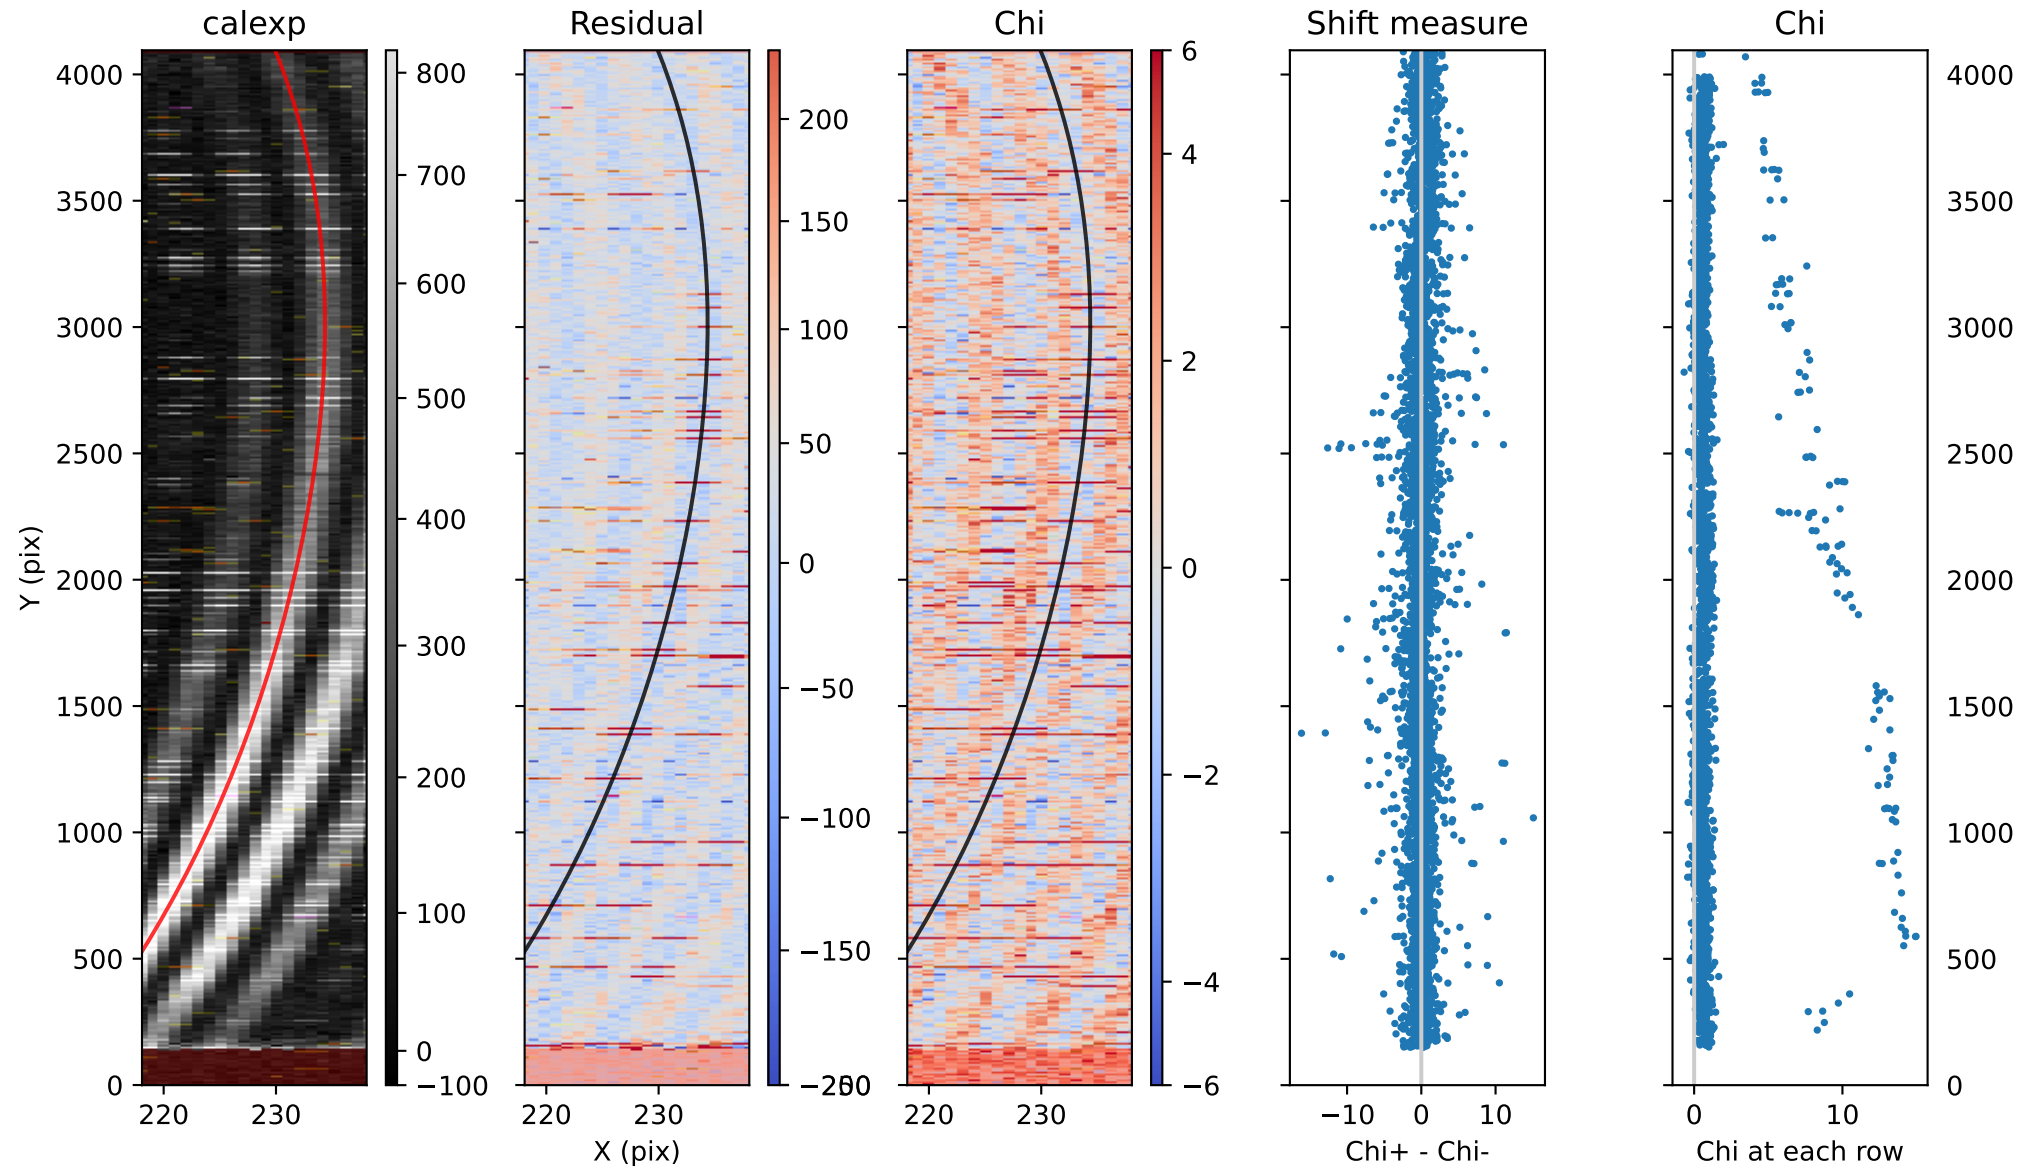 calexp Residual Chi Shift measure Chi
4000 3500 3000 2500 2000 1500 1000 500 0
Y (pix)
800 700 600 500 400 300 200 100 0 −100
200 150 100 50 0 −50 −100 −150
6 4 2 0 −2 −4 −6
4000 3500 3000 2500 2000 1500 1000 500 0
220 230 220 230 220 230 −10 0 10 0 10
X (pix) Chi+ - Chi- Chi at each row